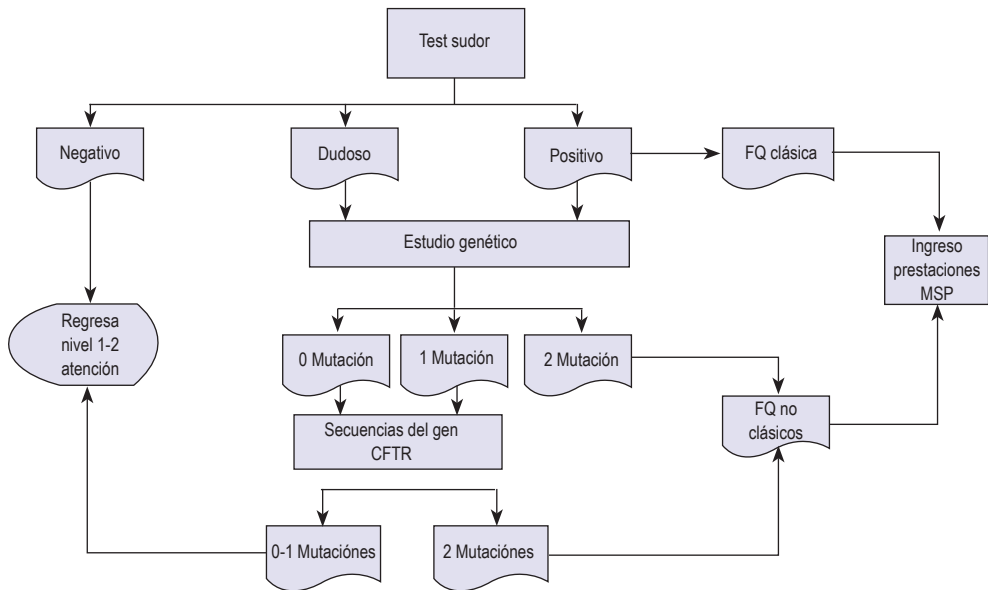 Test sudor
Negativo
Dudoso
Positivo
FQ clásica
Estudio genético
Ingreso
prestaciones
MSP
Regresa
nivel 1-2
atención
0 Mutación
1 Mutación
2 Mutación
FQ no
clásicos
Secuencias del gen
CFTR
0-1 Mutaciónes
2 Mutaciónes